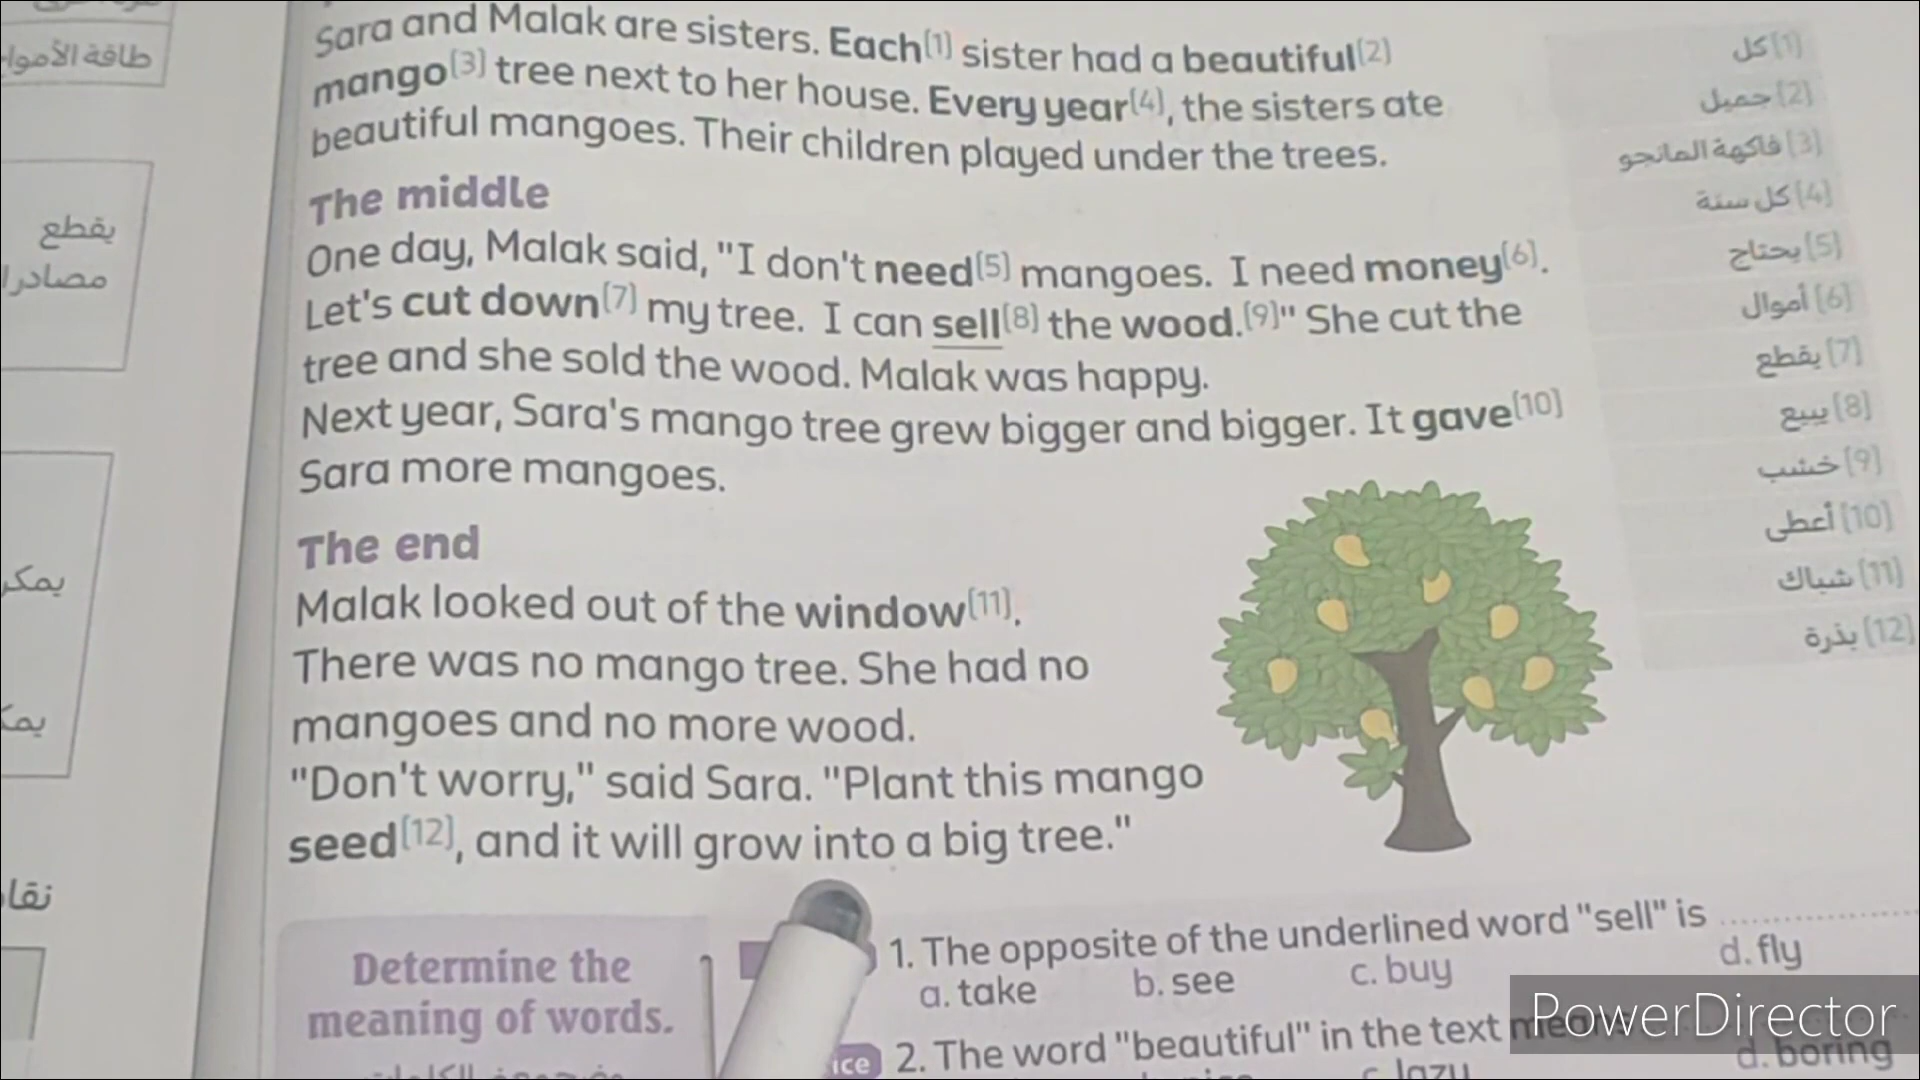 طاقة الأمواج
Sara and Malak are sisters. Each(1) sister had a beautiful(2)
mango(3) tree next to her house. Every year(4), the sisters ate
beautiful mangoes. Their children played under the trees.
The middle
One day, Malak said, "I don't need(5) mangoes. I need money(6).
Let's cut down(7) my tree. I can sell(8) the wood.(9)" She cut the
tree and she sold the wood. Malak was happy.
Next year, Sara's mango tree grew bigger and bigger. It gave(10)
Sara more mangoes.
The end
Malak looked out of the window(11).
There was no mango tree. She had no
mangoes and no more wood.
"Don't worry," said Sara. "Plant this mango
seed(12), and it will grow into a big tree."
(1) كل
(2) جميل
(3) فاكهة المانجو
(4) كل سنة
(5) يحتاج
(6) أموال
(7) يقطع
(8) يبيع
(9) خشب
(10) أعطى
(11) شباك
(12) بذرة
يقطع
Determine the
meaning of words.
1. The opposite of the underlined word "sell" is ..................
a. take b. see c. buy d. fly
2. The word "beautiful" in the text
c. lazy d. boring
PowerDirector